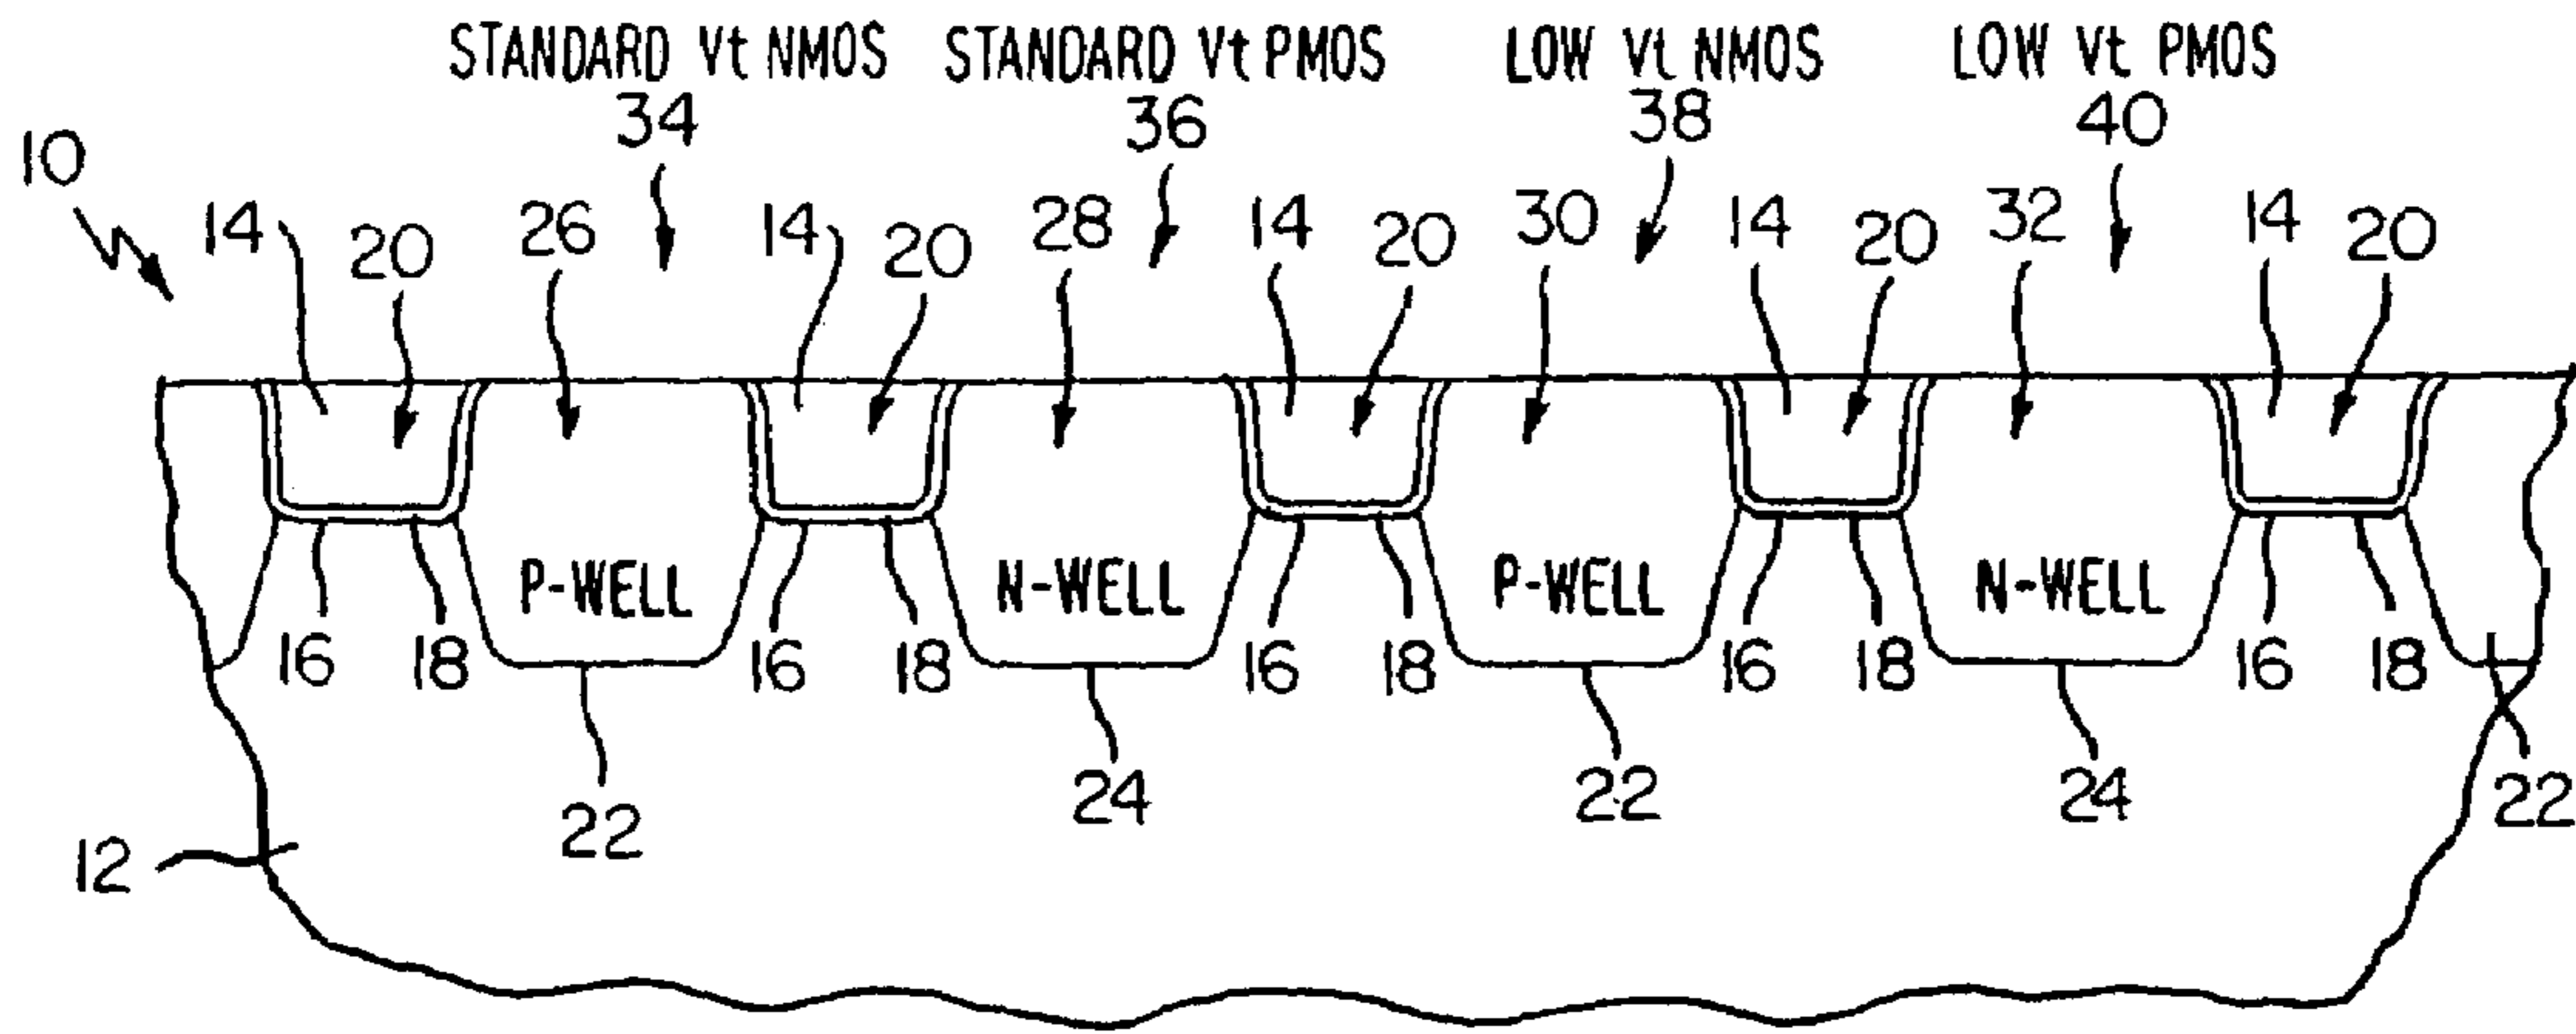 STANDARD Vt NMOS STANDARD Vt PMOS LOW Vt NMOS LOW Vt PMOS
34 36 38 40
10
14 20 26 14 20 28 14 20 30 14 20 32 14 20
P-WELL N-WELL P-WELL N-WELL
16 18 16 18 16 18 16 18 16 18
22 24 22 24 22
12